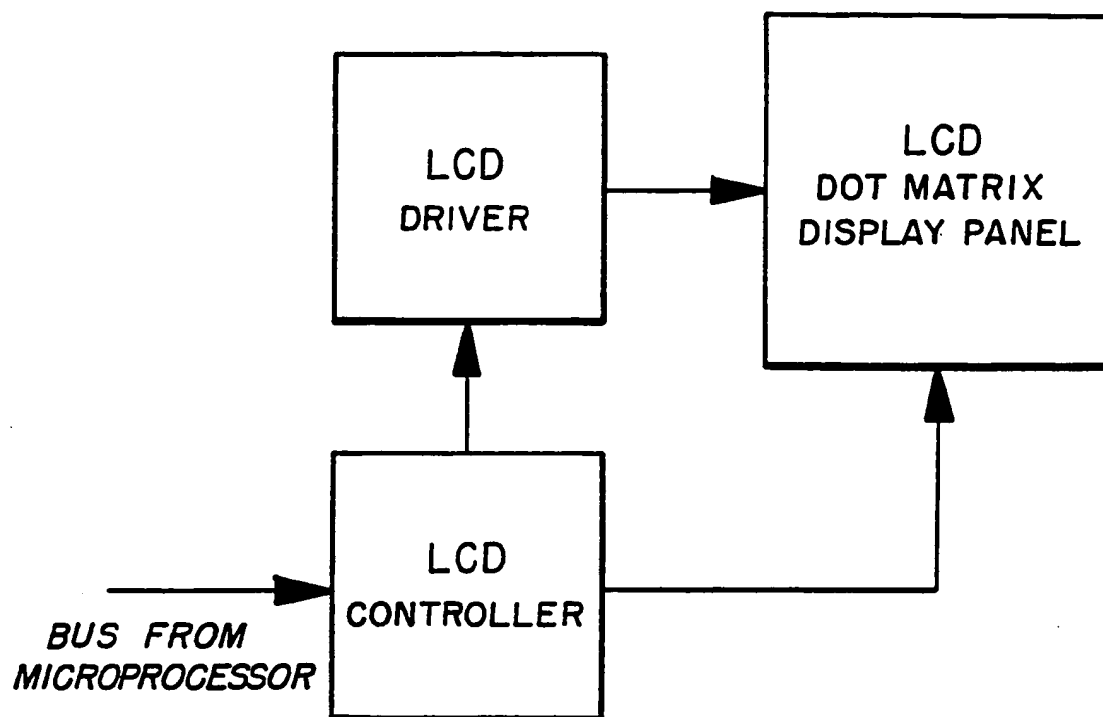 LCD
DRIVER
LCD
DOT MATRIX
DISPLAY PANEL
LCD
CONTROLLER
BUS FROM
MICROPROCESSOR